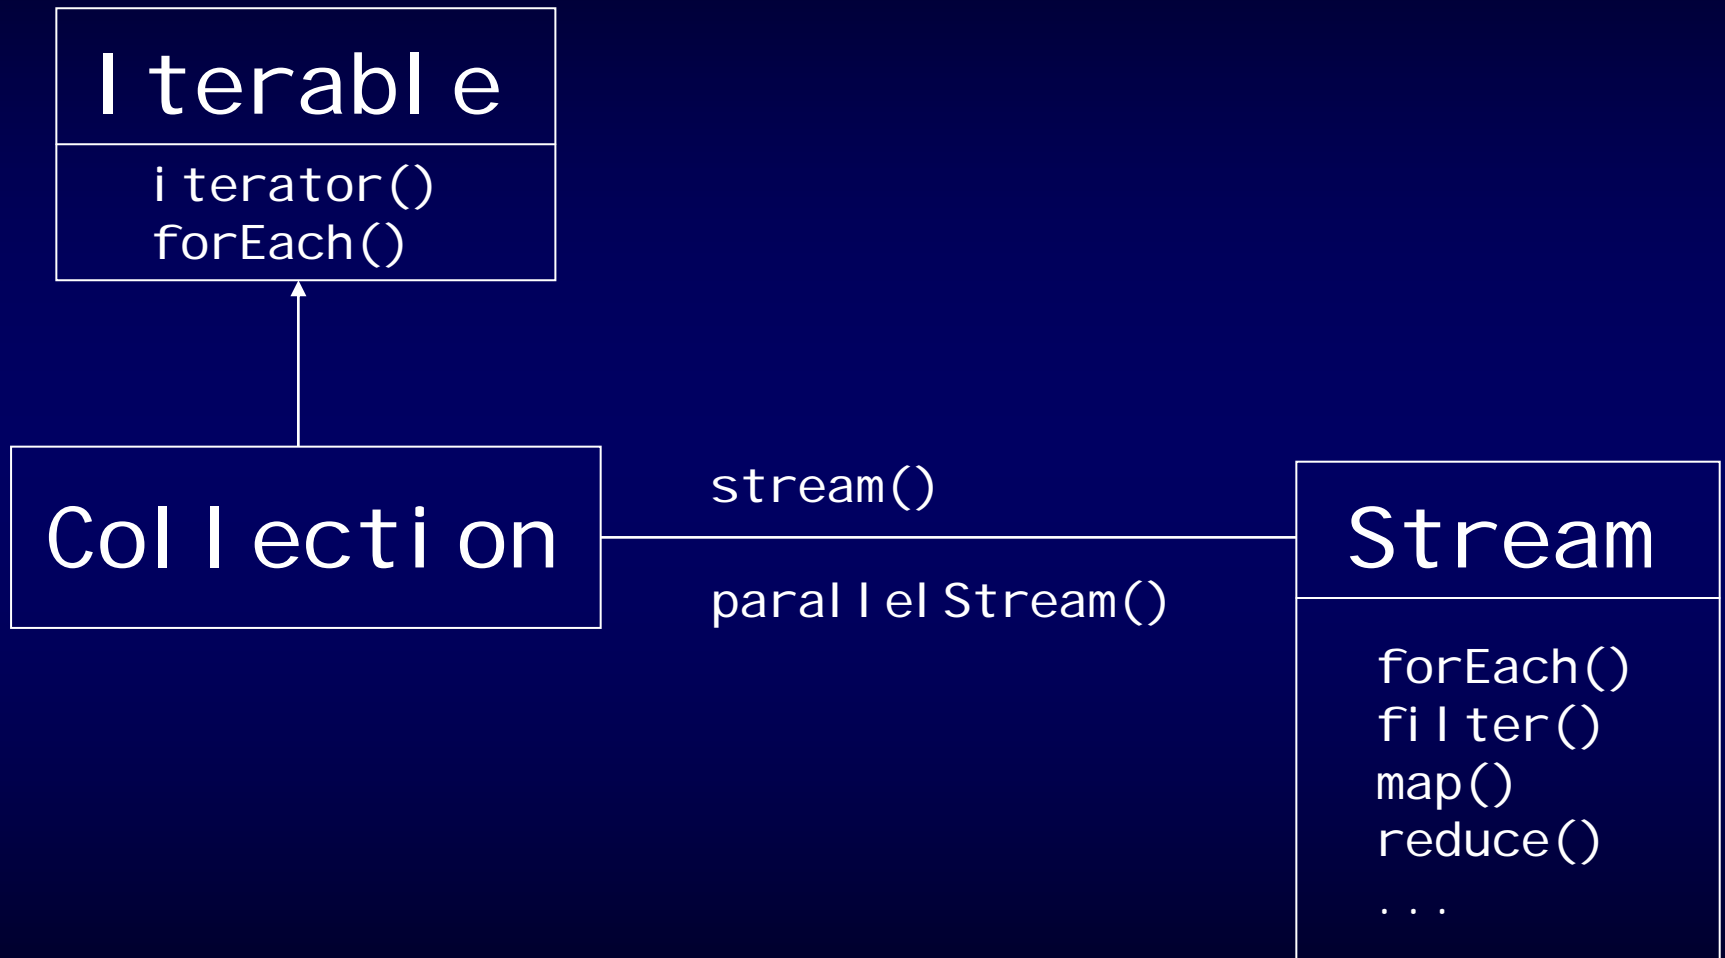 Iterable
iterator()
forEach()
Collection
stream()
parallelStream()
Stream
forEach()
filter()
map()
reduce()
...